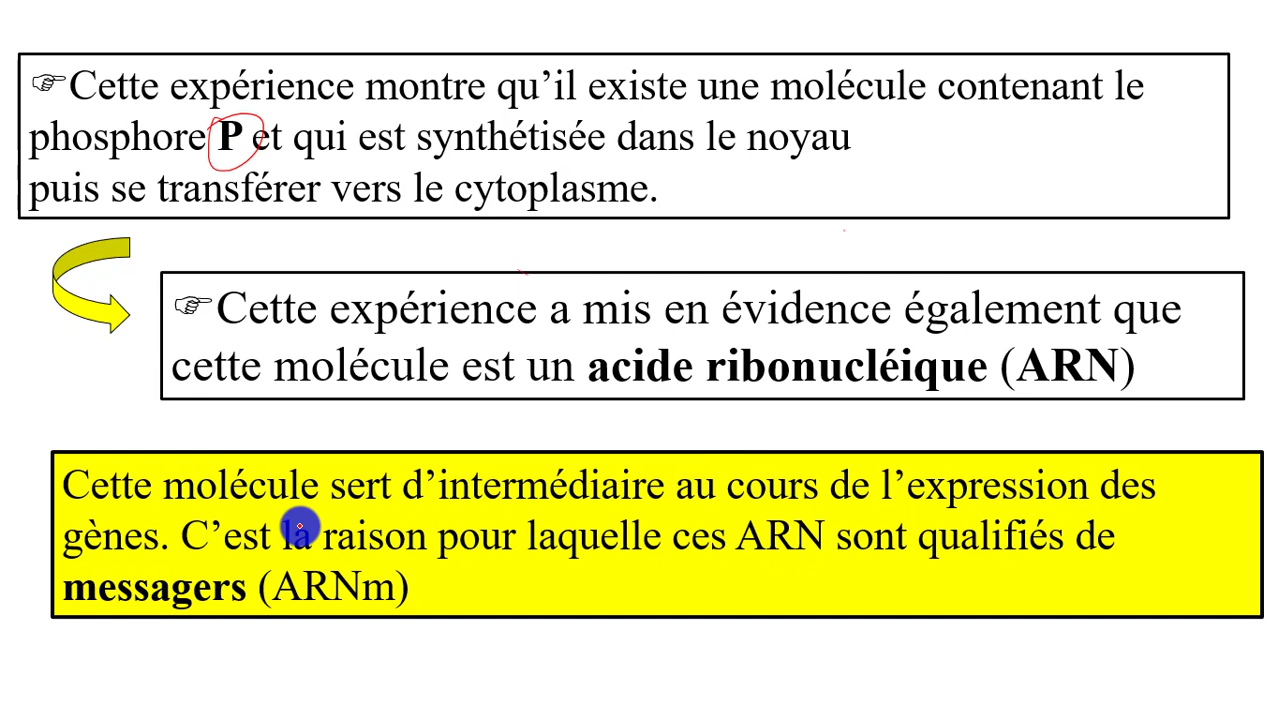 ☞Cette expérience montre qu’il existe une molécule contenant le
phosphore P et qui est synthétisée dans le noyau
puis se transférer vers le cytoplasme.
☞Cette expérience a mis en évidence également que
cette molécule est un acide ribonucléique (ARN)
Cette molécule sert d’intermédiaire au cours de l’expression des
gènes. C’est là raison pour laquelle ces ARN sont qualifiés de
messagers (ARNm)